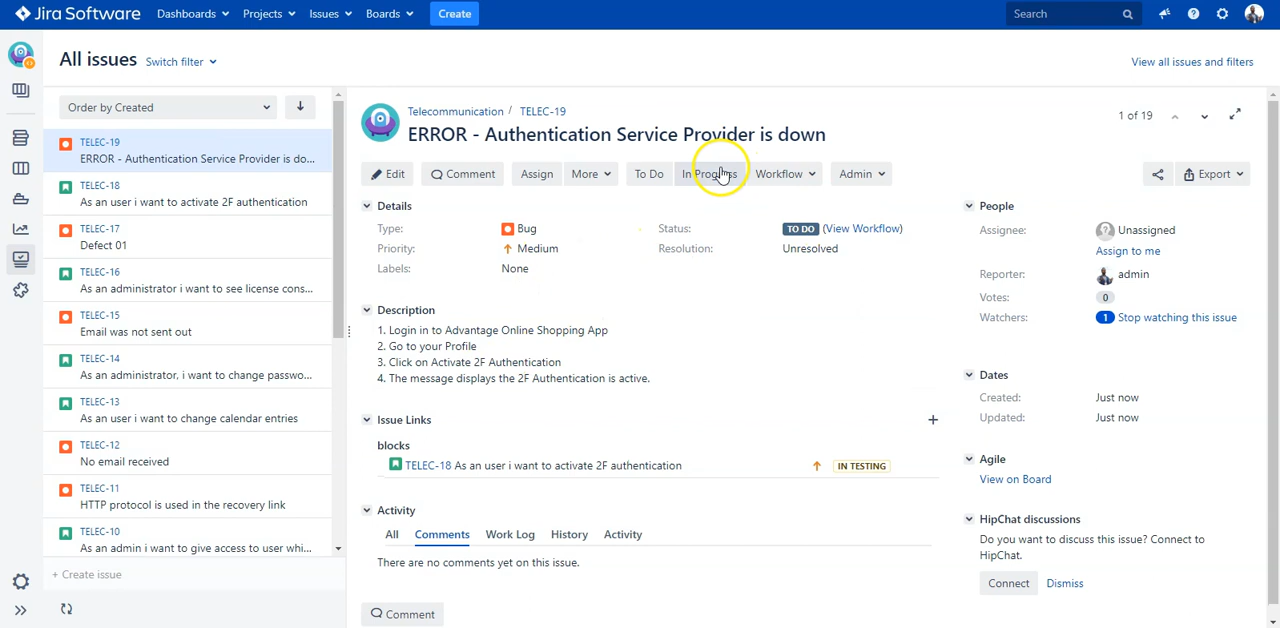 Jira Software Dashboards Projects Issues Boards Create Search
All issues Switch filter View all issues and filters
Order by Created
TELEC-19
ERROR - Authentication Service Provider is do...
TELEC-18
As an user i want to activate 2F authentication
TELEC-17
Defect 01
TELEC-16
As an administrator i want to see license cons...
TELEC-15
Email was not sent out
TELEC-14
As an administrator, i want to change passwo...
TELEC-13
As an user i want to change calendar entries
TELEC-12
No email received
TELEC-11
HTTP protocol is used in the recovery link
TELEC-10
As an admin i want to give access to user whi...
+ Create issue
Telecommunication / TELEC-19
1 of 19
ERROR - Authentication Service Provider is down
Edit Comment Assign More To Do In Progress Workflow Admin Export
Details
Type: Bug Status: TO DO (View Workflow)
Priority: Medium Resolution: Unresolved
Labels: None
Description
1. Login in to Advantage Online Shopping App
2. Go to your Profile
3. Click on Activate 2F Authentication
4. The message displays the 2F Authentication is active.
Issue Links
blocks
TELEC-18 As an user i want to activate 2F authentication IN TESTING
Activity
All Comments Work Log History Activity
There are no comments yet on this issue.
Comment
People
Assignee: Unassigned
Assign to me
Reporter: admin
Votes: 0
Watchers: 1 Stop watching this issue
Dates
Created: Just now
Updated: Just now
Agile
View on Board
HipChat discussions
Do you want to discuss this issue? Connect to
HipChat.
Connect Dismiss